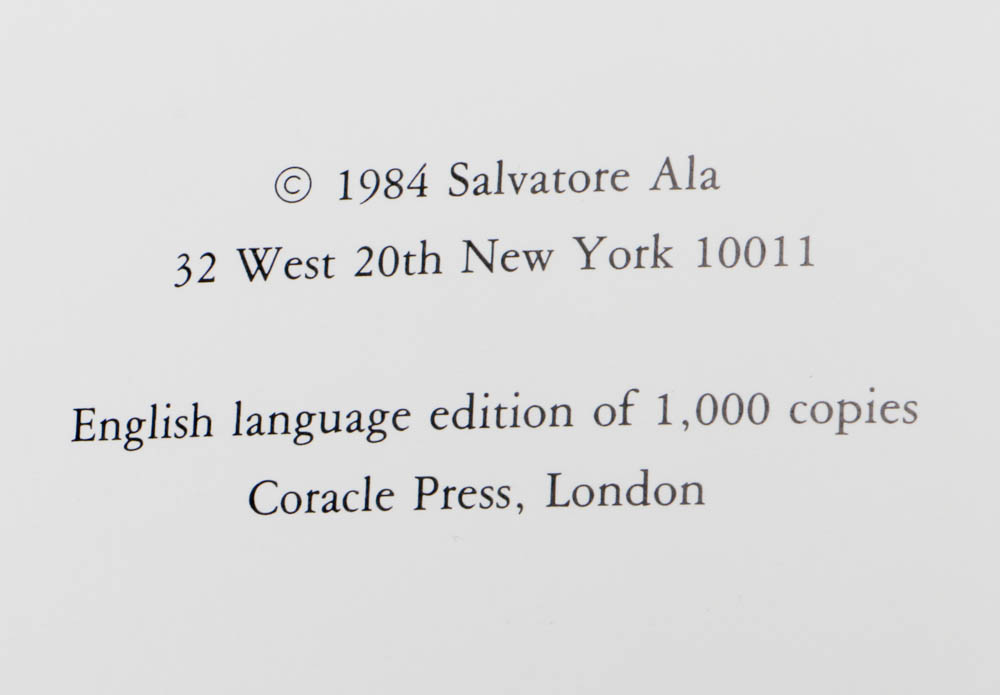 © 1984 Salvatore Ala
32 West 20th New York 10011
English language edition of 1,000 copies
Coracle Press, London